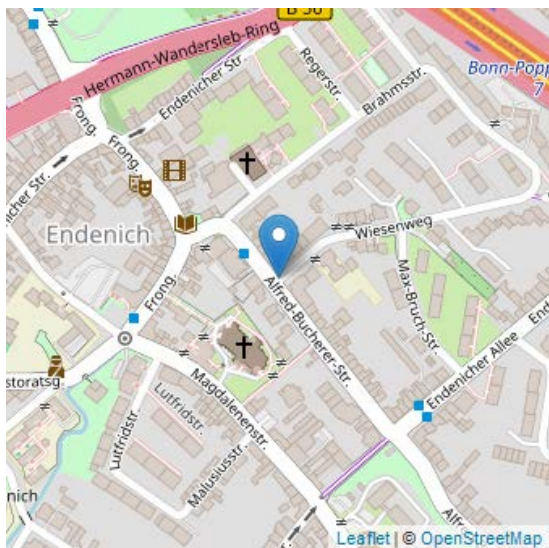 B 56
Hermann-Wandersleb-Ring
Bonn-Popp
7
Endenicher Str.
Regerstr.
Brahmsstr.
Frong.
Frong.
nicher Str.
Endenich
Wiesenweg
Frong.
Alfred-Bucherer-Str.
Max-Bruch-Str.
Endenicher Allee
End
storatsg.
Magdalenenstr.
Lutfridstr.
Lutfridstr.
Malusiusstr.
nich
Alfr
Leaflet | © OpenStreetMap